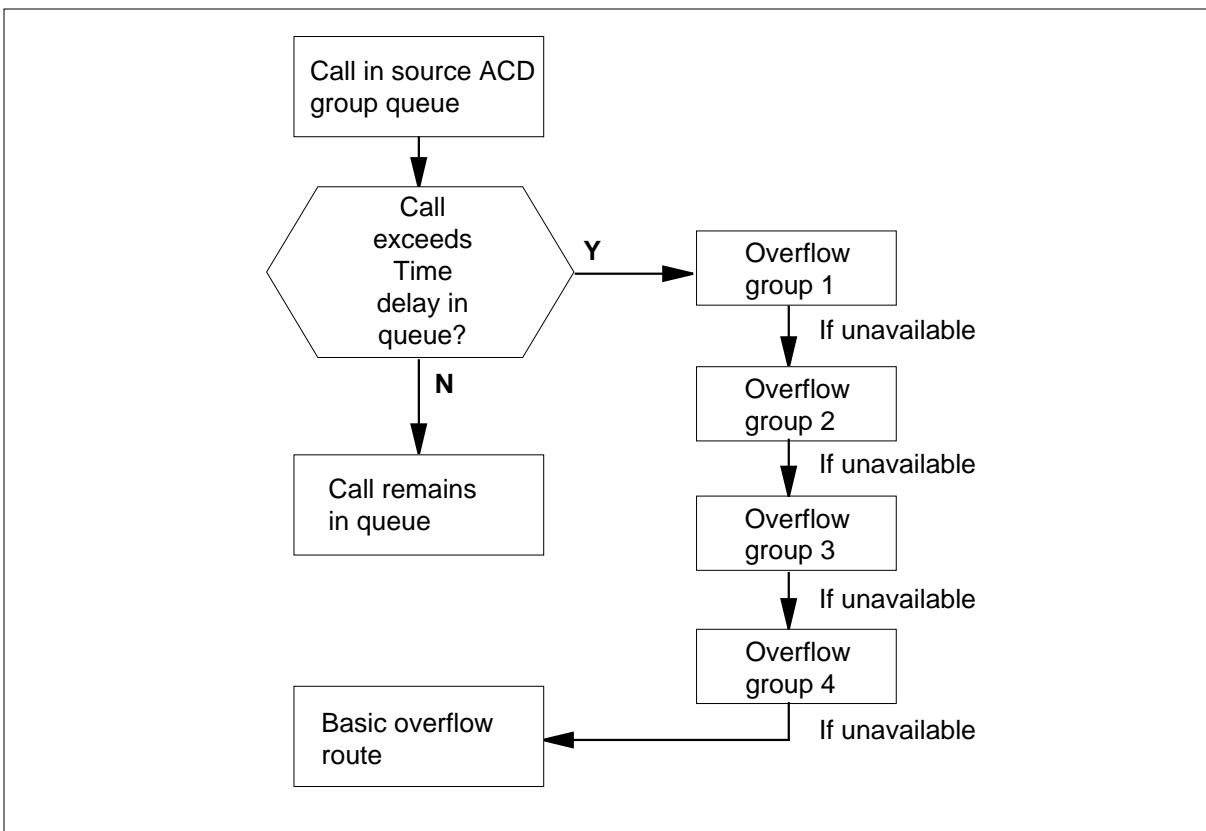 Call in source ACD
group queue
Call
exceeds
Time
delay in
queue?
Y
N
Call remains
in queue
Overflow
group 1
If unavailable
Overflow
group 2
If unavailable
Overflow
group 3
If unavailable
Overflow
group 4
If unavailable
Basic overflow
route